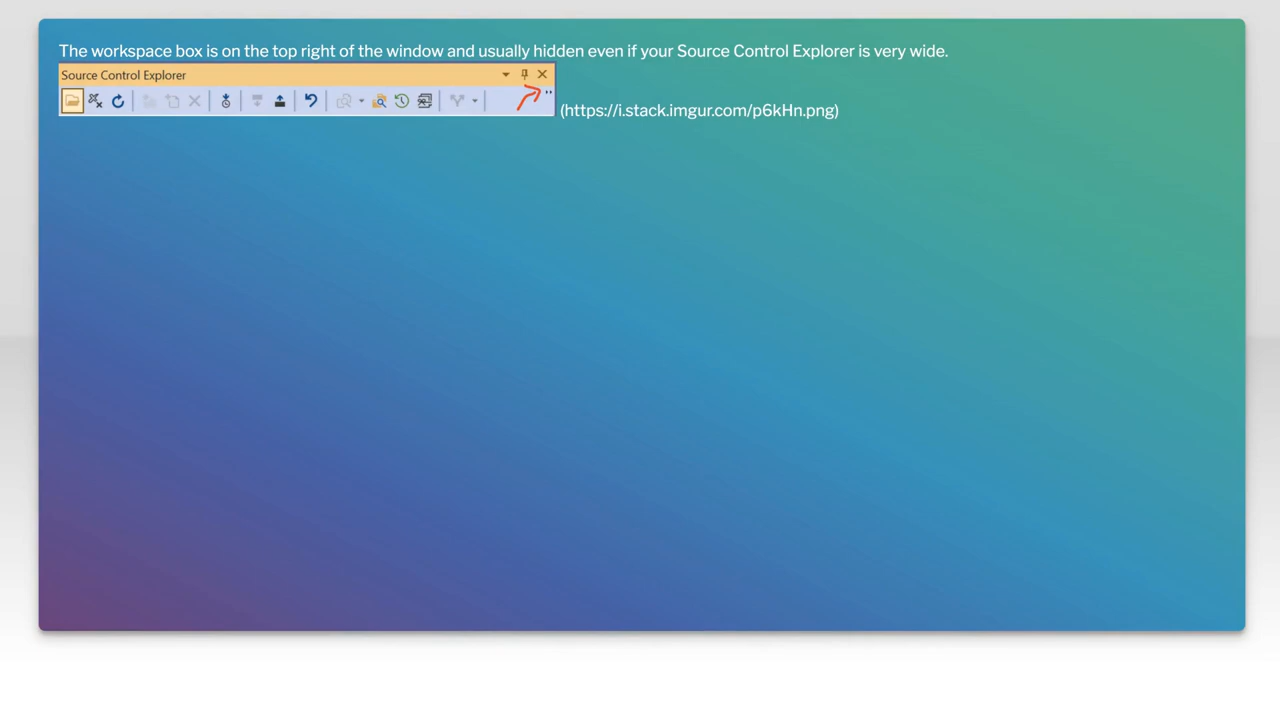 The workspace box is on the top right of the window and usually hidden even if your Source Control Explorer is very wide.
Source Control Explorer
(https://i.stack.imgur.com/p6kHn.png)